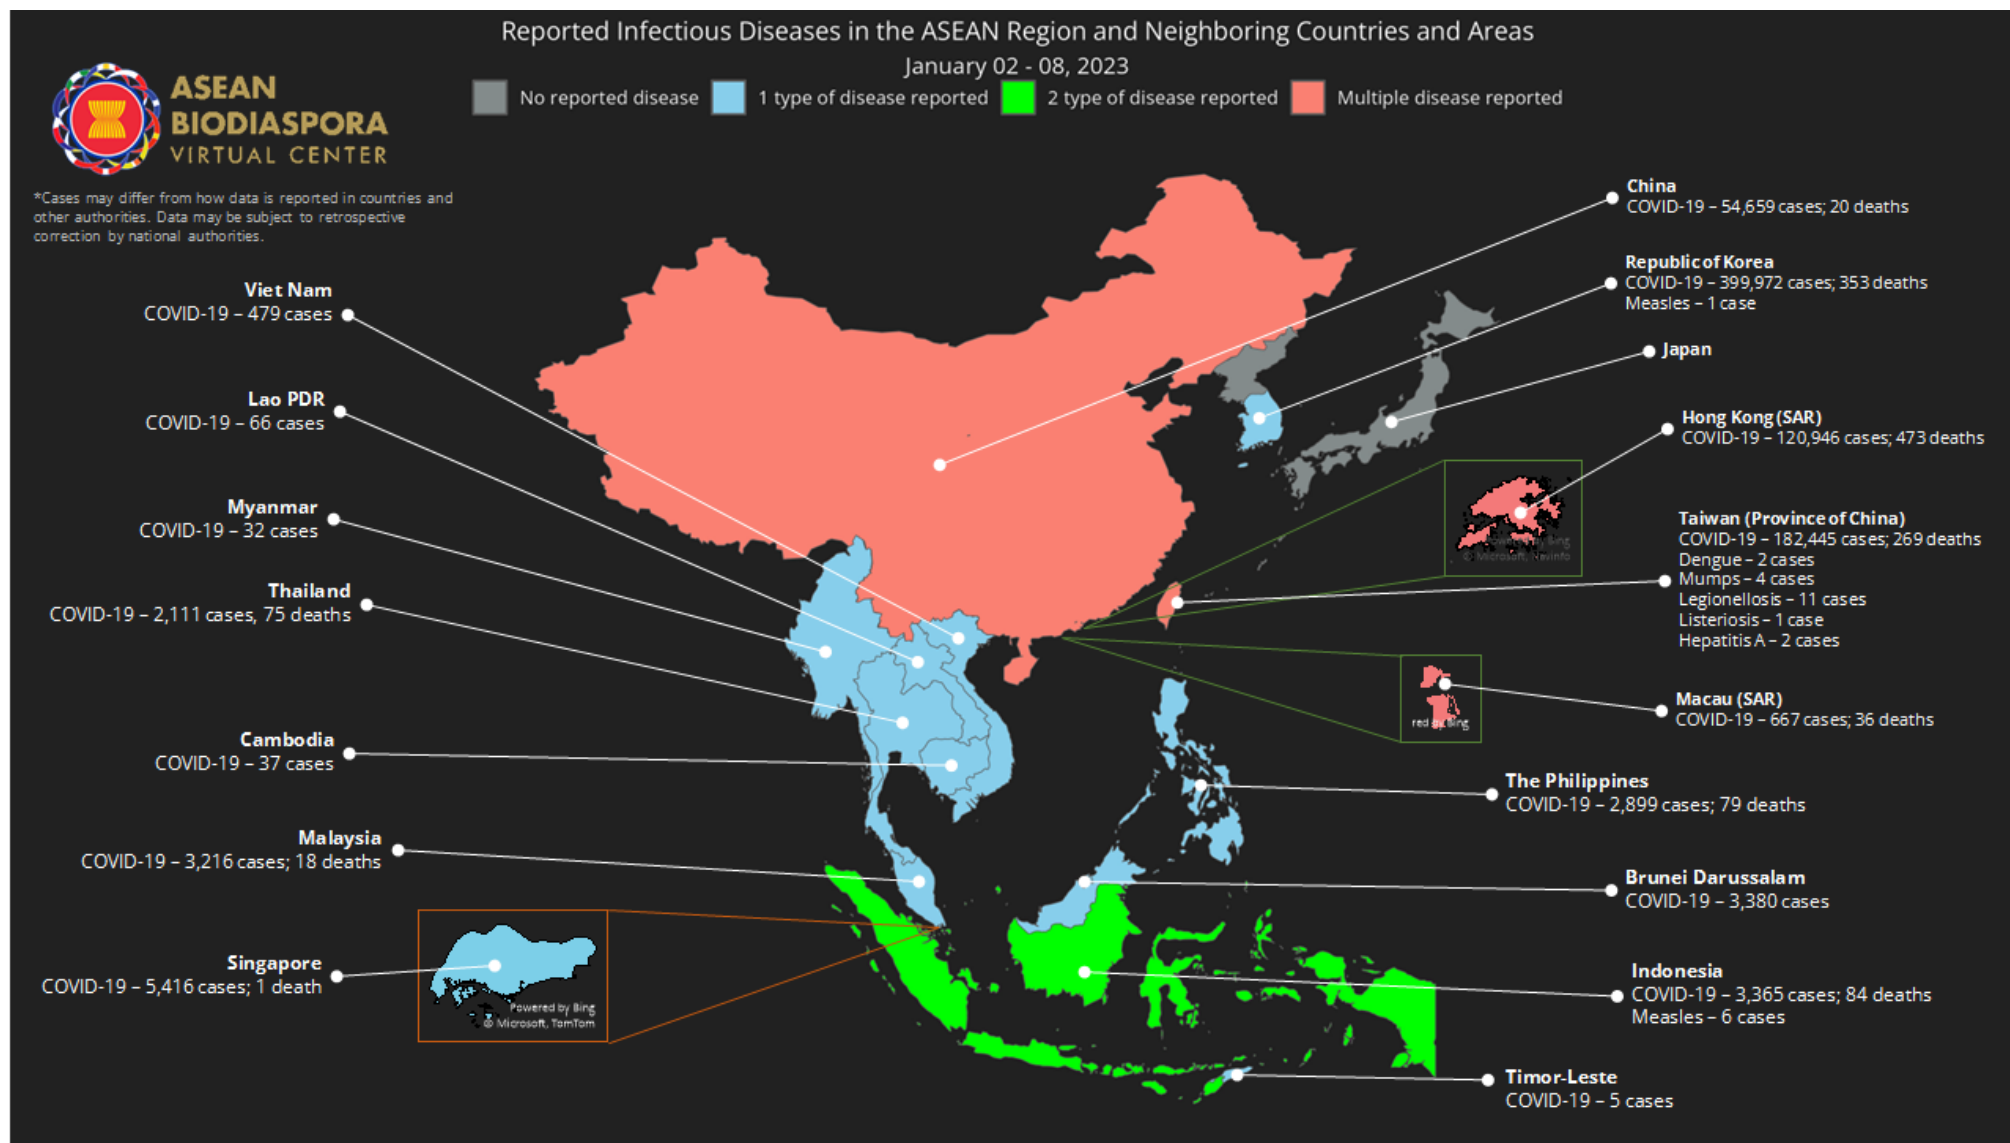 Reported Infectious Diseases in the ASEAN Region and Neighboring Countries and Areas
January 02 - 08, 2023
No reported disease
1 type of disease reported
2 type of disease reported
Multiple disease reported
ASEAN
BIODIASPORA
VIRTUAL CENTER
*Cases may differ from how data is reported in countries and
other authorities. Data may be subject to retrospective
correction by national authorities.
Viet Nam
COVID-19 – 479 cases
Lao PDR
COVID-19 – 66 cases
Myanmar
COVID-19 – 32 cases
Thailand
COVID-19 – 2,111 cases, 75 deaths
Cambodia
COVID-19 – 37 cases
Malaysia
COVID-19 – 3,216 cases; 18 deaths
Singapore
COVID-19 – 5,416 cases; 1 death
Powered by Bing
© Microsoft, TomTom
China
COVID-19 – 54,659 cases; 20 deaths
Republic of Korea
COVID-19 – 399,972 cases; 353 deaths
Measles – 1 case
Japan
Hong Kong (SAR)
COVID-19 – 120,946 cases; 473 deaths
Powered by Bing
© Microsoft, Navinfo
Taiwan (Province of China)
COVID-19 – 182,445 cases; 269 deaths
Dengue – 2 cases
Mumps – 4 cases
Legionellosis – 11 cases
Listeriosis – 1 case
Hepatitis A – 2 cases
Macau (SAR)
COVID-19 – 667 cases; 36 deaths
red by Bing
The Philippines
COVID-19 – 2,899 cases; 79 deaths
Brunei Darussalam
COVID-19 – 3,380 cases
Indonesia
COVID-19 – 3,365 cases; 84 deaths
Measles – 6 cases
Timor-Leste
COVID-19 – 5 cases